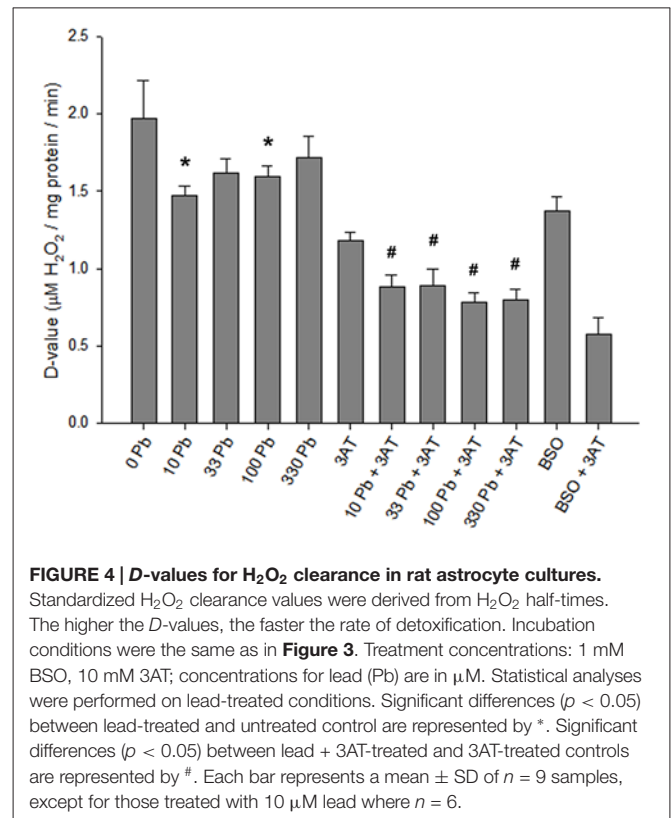 2.5
2.0
1.5
1.0
0.5
0.0
D-value (μM H₂O₂ / mg protein / min)
*
*
#
#
#
#
0 Pb
10 Pb
33 Pb
100 Pb
330 Pb
3AT
10 Pb + 3AT
33 Pb + 3AT
100 Pb + 3AT
330 Pb + 3AT
BSO
BSO + 3AT
FIGURE 4 | D-values for H₂O₂ clearance in rat astrocyte cultures.
Standardized H₂O₂ clearance values were derived from H₂O₂ half-times.
The higher the D-values, the faster the rate of detoxification. Incubation
conditions were the same as in Figure 3. Treatment concentrations: 1 mM
BSO, 10 mM 3AT; concentrations for lead (Pb) are in μM. Statistical analyses
were performed on lead-treated conditions. Significant differences (p < 0.05)
between lead-treated and untreated control are represented by *. Significant
differences (p < 0.05) between lead + 3AT-treated and 3AT-treated controls
are represented by #. Each bar represents a mean ± SD of n = 9 samples,
except for those treated with 10 μM lead where n = 6.